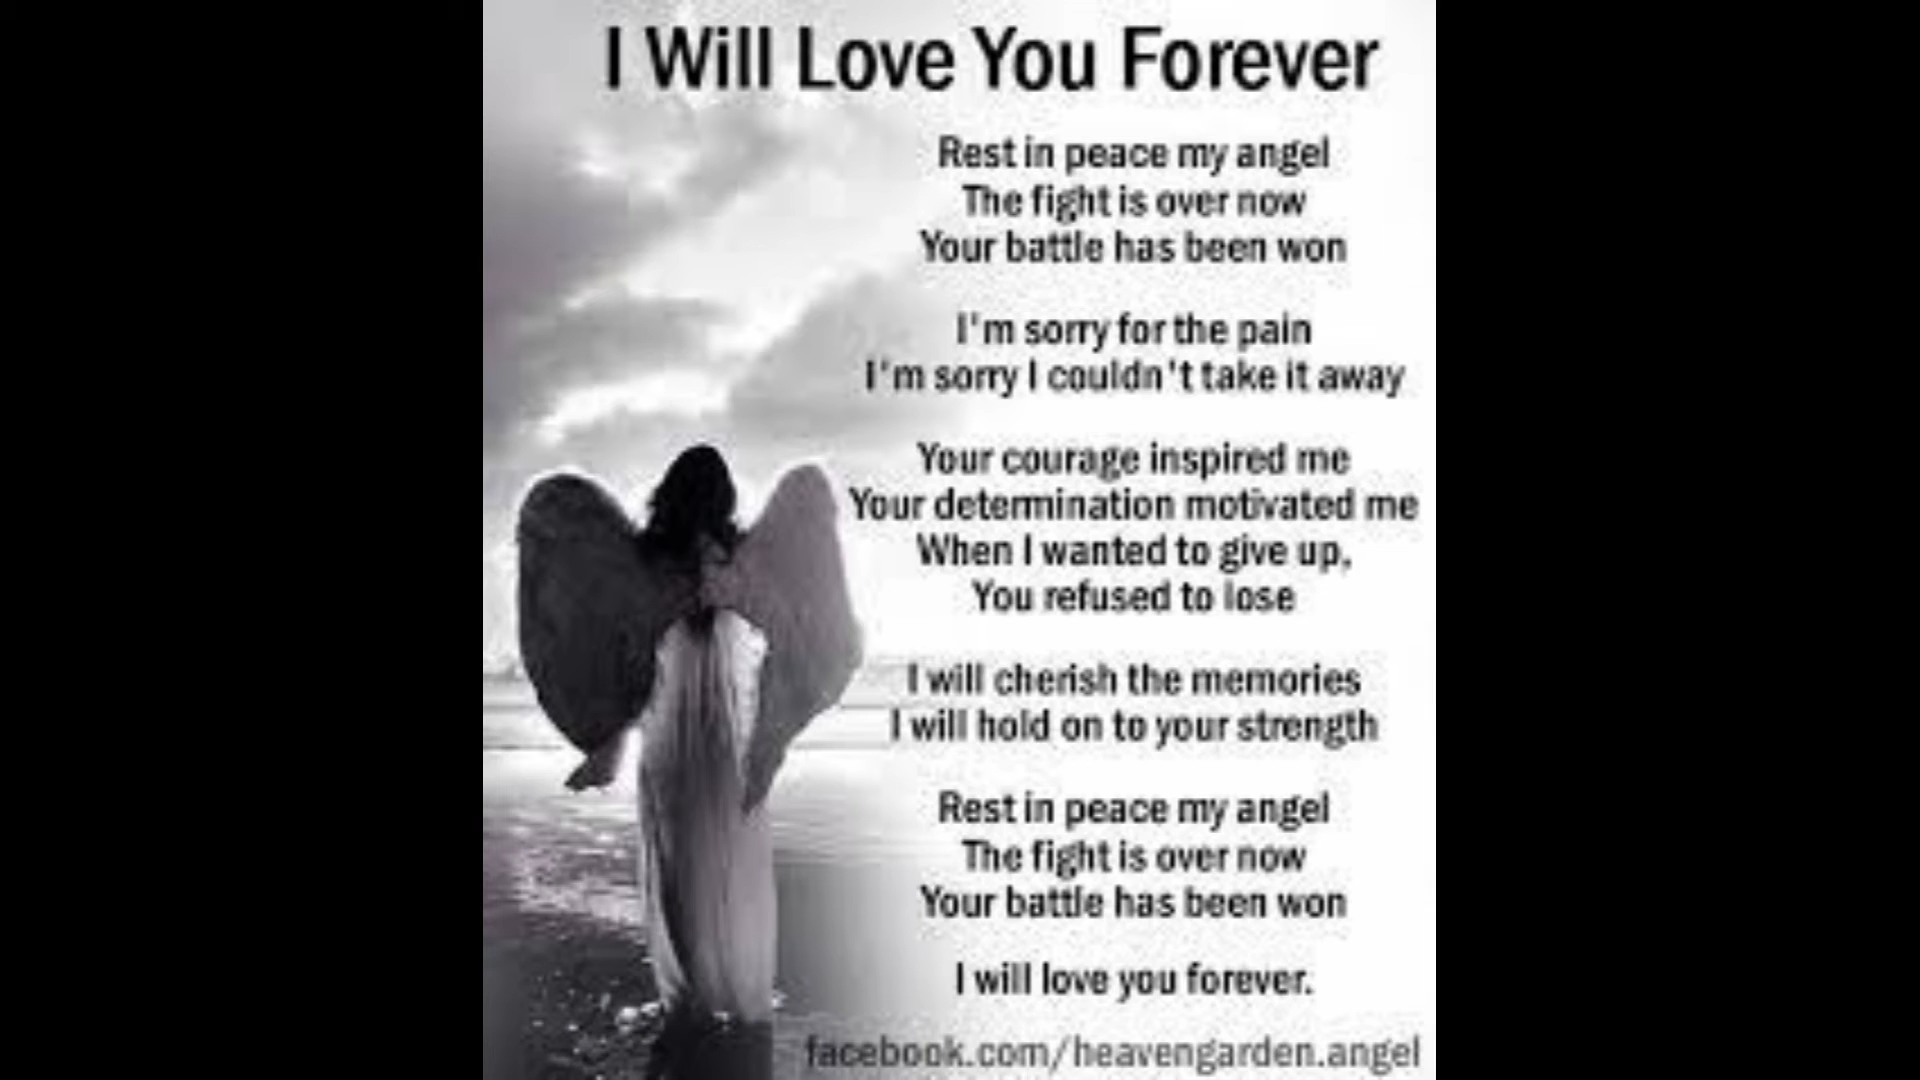 I Will Love You Forever
Rest in peace my angel
The fight is over now
Your battle has been won
I'm sorry for the pain
I'm sorry I couldn't take it away
Your courage inspired me
Your determination motivated me
When I wanted to give up,
You refused to lose
I will cherish the memories
I will hold on to your strength
Rest in peace my angel
The fight is over now
Your battle has been won
I will love you forever.
facebook.com/heavengarden.angel